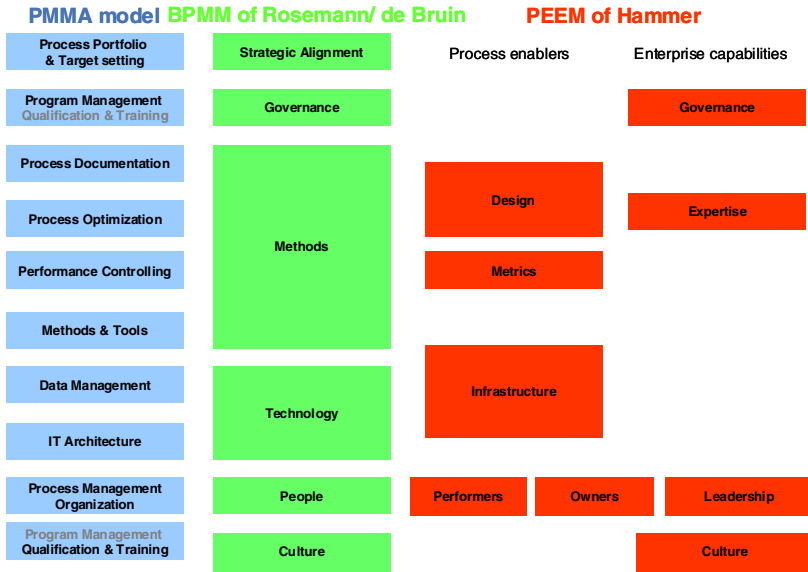 PMMA model BPMM of Rosemann/ de Bruin PEEM of Hammer
Process Portfolio
& Target setting
Strategic Alignment
Process enablers
Enterprise capabilities
Program Management
Qualification & Training
Governance
Governance
Process Documentation
Process Optimization
Performance Controlling
Methods & Tools
Methods
Design
Expertise
Metrics
Data Management
IT Architecture
Technology
Infrastructure
Process Management
Organization
People
Performers
Owners
Leadership
Program Management
Qualification & Training
Culture
Culture